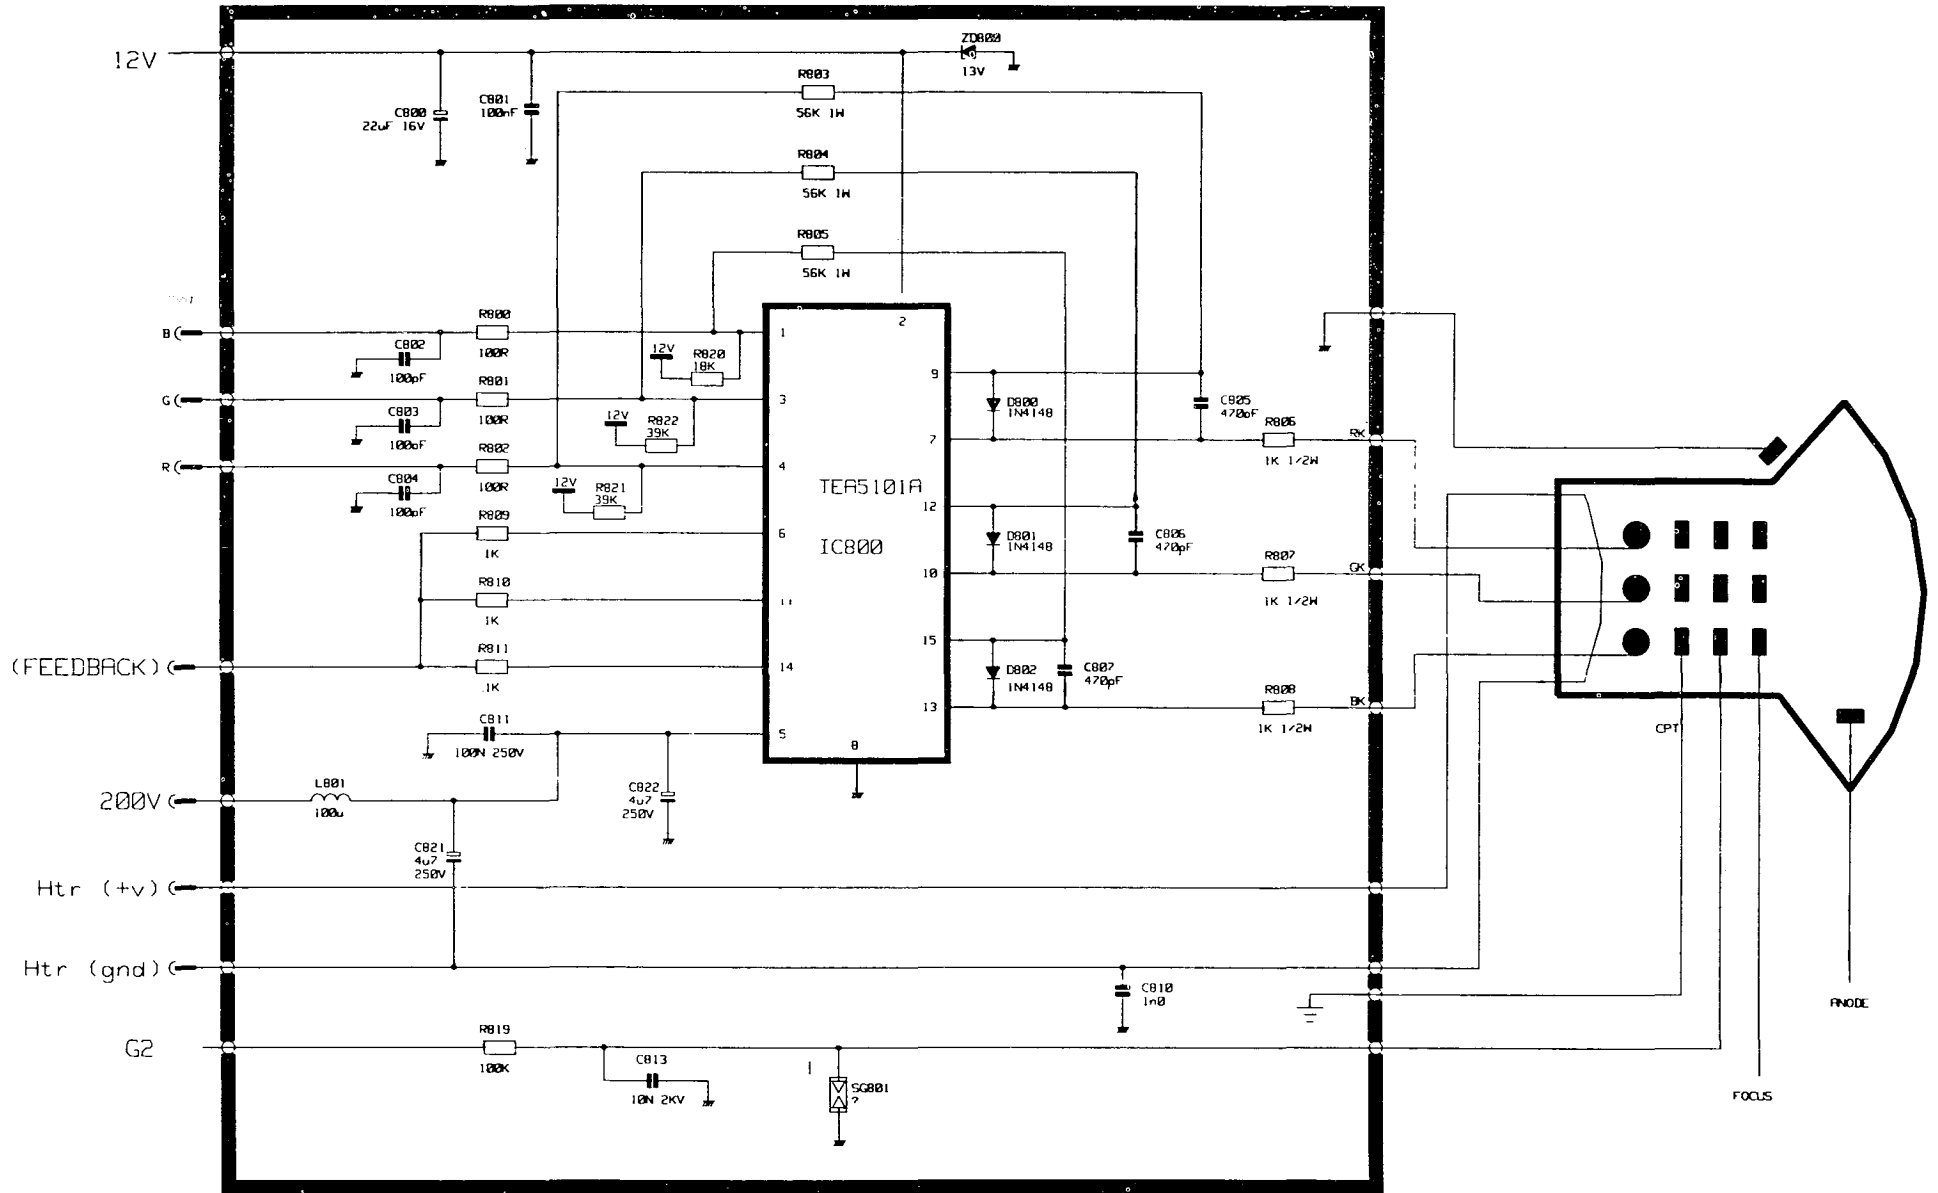 ZD800
13V
12V
R803
56K 1W
C800
22uF 16V
C801
100nF
R804
56K 1W
R805
56K 1W
B
R800
100R
C802
100pF
12V
R820
18K
1
2
G
R801
100R
C803
100pF
12V
R822
39K
3
9
D800
1N4148
C805
470pF
R
R802
100R
C804
100pF
12V
R821
39K
4
7
R806
1K 1/2W
RK
TEA5101A
IC800
R809
1K
6
12
D801
1N4148
C806
470pF
R810
1K
11
10
R807
1K 1/2W
GK
(FEEDBACK)
R811
1K
14
15
D802
1N4148
C807
470pF
13
R808
1K 1/2W
BK
CPT
C811
100N 250V
5
8
200V
L801
100u
C822
4u7
250V
C821
4u7
250V
Htr (+v)
Htr (gnd)
C810
1n0
ANODE
G2
R819
100K
C813
10N 2KV
SG801
?
FOCUS